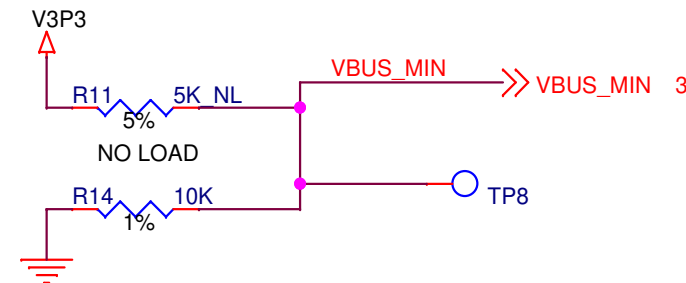 V3P3
VBUS_MIN
VBUS_MIN 3
R11 5K_NL
5%
NO LOAD
R14 10K
1%
TP8